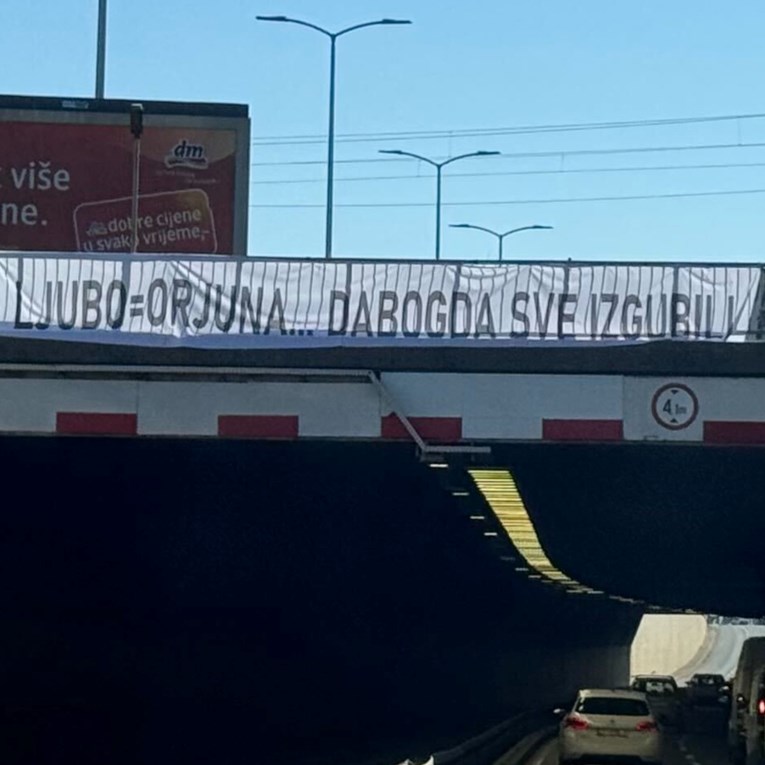 više
ne.
dm
dobre cijene
u svako vrijeme,-
LJUBO=ORJUNA... DABOGDA SVE IZGUBILI
4,1m